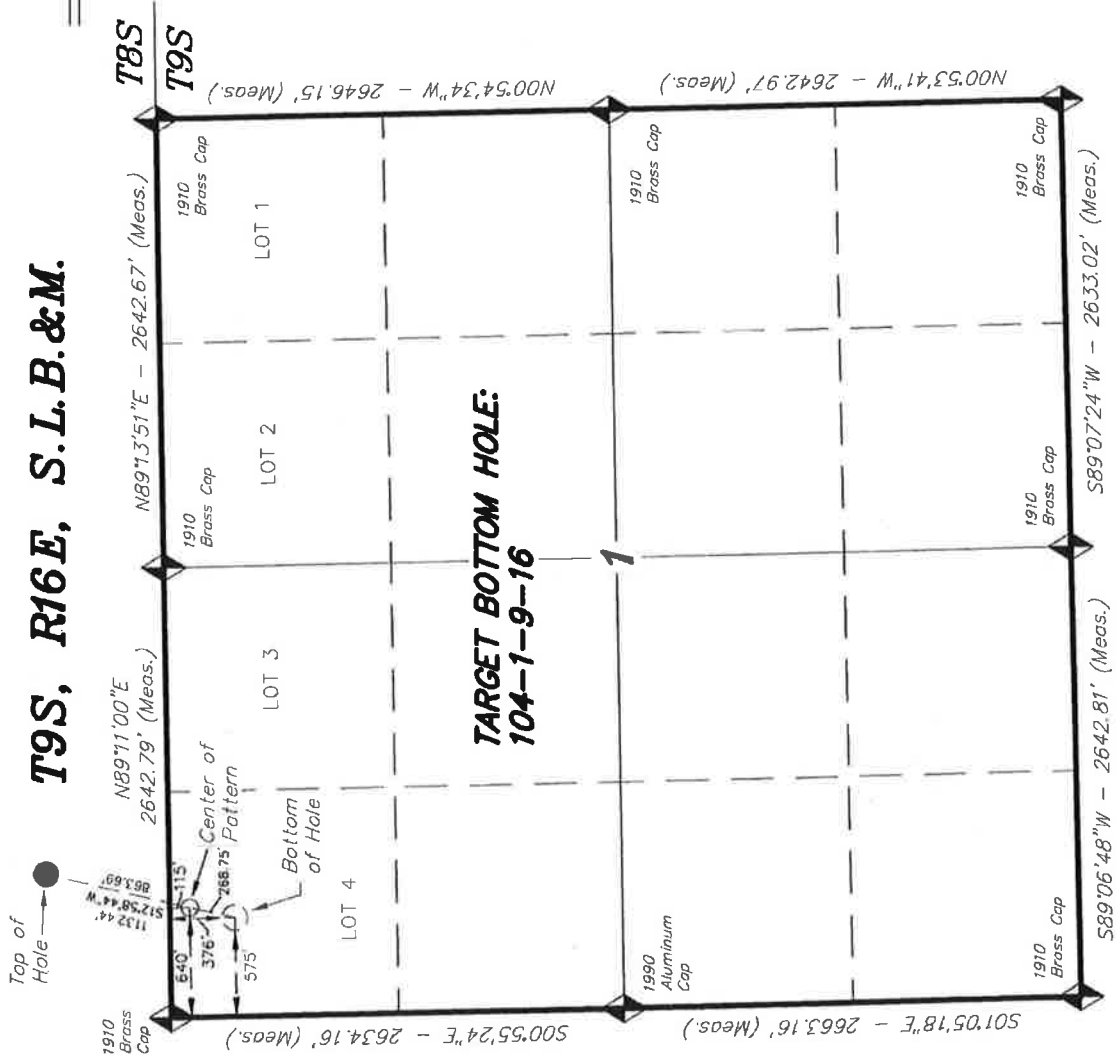 T9S, R16E, S.L.B.&M.
T8S
T9S
Top of
Hole
N89°11'00"E
2642.79' (Meas.)
N89°13'51"E - 2642.67' (Meas.)
1910
Brass
Cap
1910
Brass Cap
1910
Brass Cap
1132.44'
S12°58'44"W
863.69'
115'
640'
Center of
Pattern
376'
268.75'
575'
Bottom
of Hole
LOT 4
LOT 3
LOT 2
LOT 1
S00°55'24"E - 2634.16' (Meas.)
N00°54'34"W - 2646.15' (Meas.)
TARGET BOTTOM HOLE:
104-1-9-16
1
1990
Aluminum
Cap
1910
Brass Cap
S01°05'18"E - 2663.16' (Meas.)
N00°53'41"W - 2642.97' (Meas.)
1910
Brass Cap
1910
Brass Cap
1910
Brass Cap
S89°06'48"W - 2642.81' (Meas.)
S89°07'24"W - 2633.02' (Meas.)